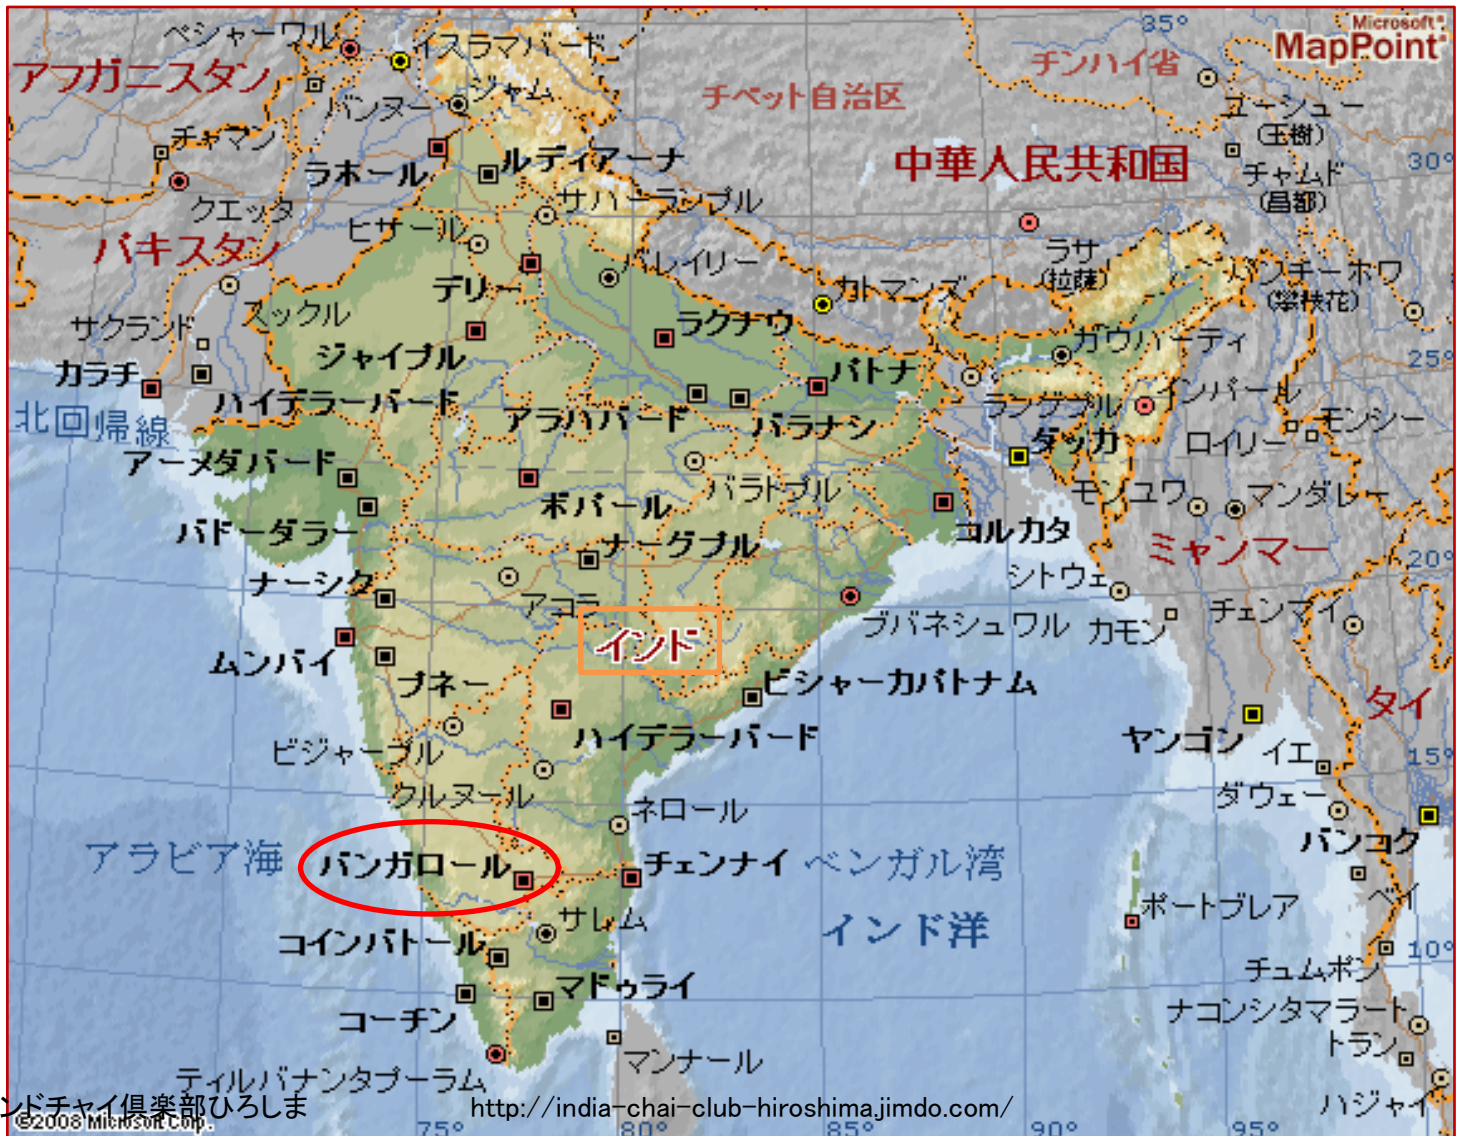 ペシャーワル
イスラマバード
35°
Microsoft®
MapPoint®
アフガニスタン
ジャム
チンハイ省
バンヌー
チベット自治区
ユーシュー
(玉樹)
チャマン
ラホール
ルディアーナ
中華人民共和国
30°
チャムド
(昌都)
クエッタ
サハーランプル
ヒサール
パキスタン
バレイリー
ラサ
(拉薩)
パンチーホワ
(攀枝花)
デリー
カトマンズ
スックル
サクランド
ラクナウ
ガウハーティ
ジャイプル
25°
カラチ
パトナ
ハイデラーバード
アラハバード
バラナシ
ラングプル
インパール
モンシー
北回帰線
ダッカ
ロイリー
アーメダバード
バラトプル
モンユワ
マンダレー
ボパール
バドーダラー
コルカタ
ナーグプル
ミャンマー
20°
ナーシク
シトウェ
アコラ
チェンマイ
ブバネシュワル
カモン
インド
ムンバイ
プネー
ビシャーカパトナム
タイ
ハイデラーバード
ヤンゴン
イエ
ビジャープル
15°
クルヌール
ダウェー
ネロール
バンコク
アラビア海
バンガロール
チェンナイ
ベンガル湾
ベイ
サレム
ポートブレア
インド洋
コインバトール
10°
チュムポン
マドゥライ
コーチン
ナコンシタマラート
トラン
マンナール
ティルバナンタプーラム
ンドチャイ倶楽部ひろしま
http://india-chai-club-hiroshima.jimdo.com/
ハジャイ
©2008 Microsoft Corp.
75°
80°
85°
90°
95°